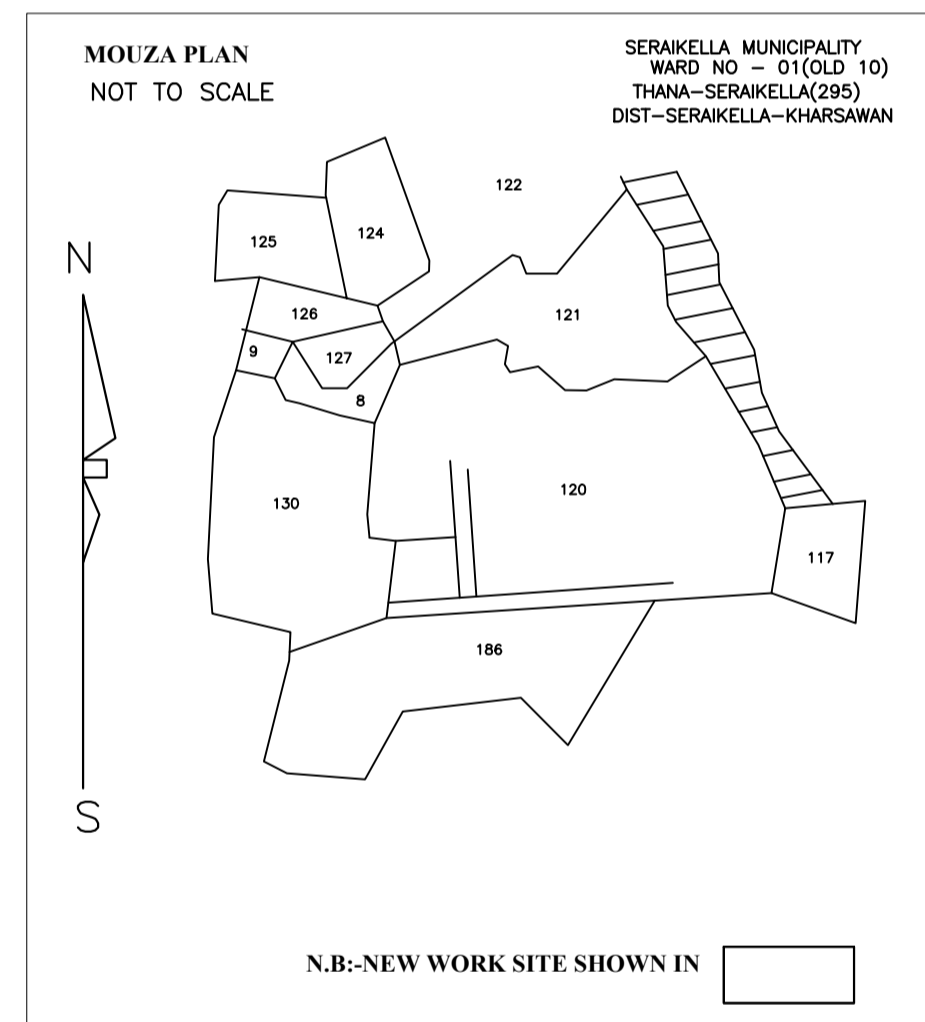 MOUZA PLAN
NOT TO SCALE
SERAIKELLA MUNICIPALITY
WARD NO - 01(OLD 10)
THANA-SERAIKELLA(295)
DIST-SERAIKELLA-KHARSAWAN
N
122
124
125
126
121
127
9
8
130
120
117
186
S
N.B:-NEW WORK SITE SHOWN IN